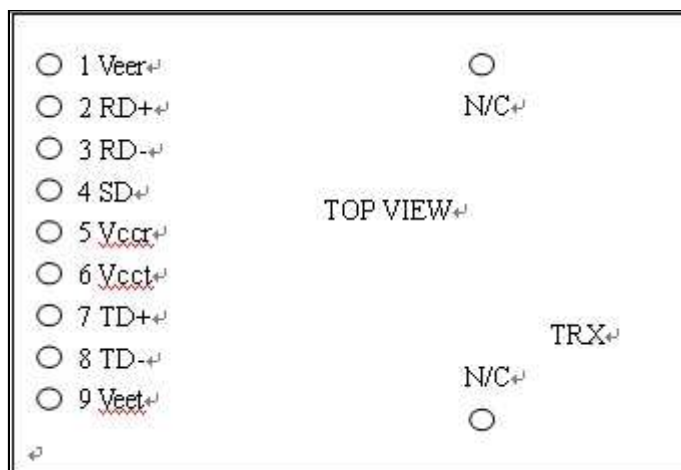 1 Veer
2 RD+
N/C
3 RD-
4 SD
TOP VIEW
5 Vccr
6 Vcct
7 TD+
TRX
8 TD-
N/C
9 Veet